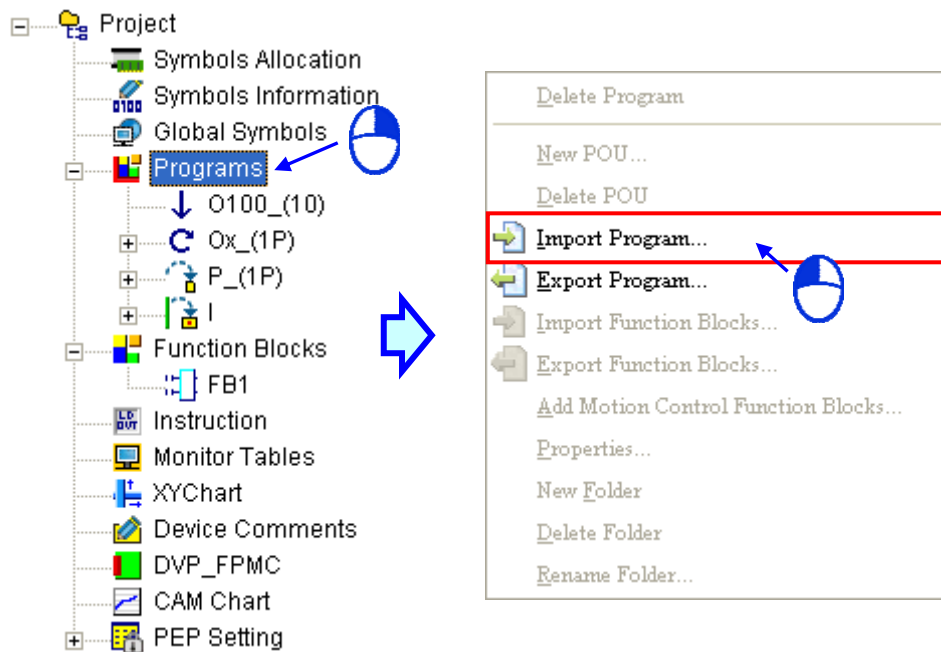 Project
Symbols Allocation
Symbols Information
Global Symbols
Programs
O100_(10)
Ox_(1P)
P_(1P)
I
Function Blocks
FB1
Instruction
Monitor Tables
XYChart
Device Comments
DVP_FPMC
CAM Chart
PEP Setting
Delete Program
New POU...
Delete POU
Import Program...
Export Program...
Import Function Blocks...
Export Function Blocks...
Add Motion Control Function Blocks...
Properties...
New Folder
Delete Folder
Rename Folder...